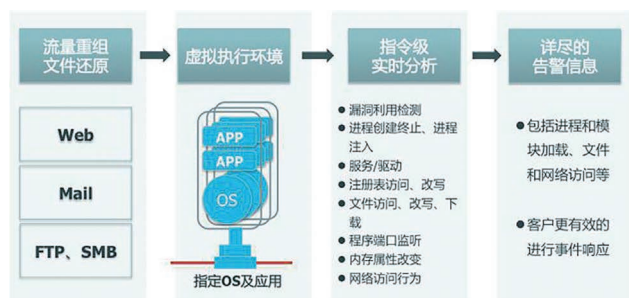 流量重组
文件还原
Web
Mail
FTP、SMB
虚拟执行环境
APP
APP
OS
指定OS及应用
指令级
实时分析
● 漏洞利用检测
● 进程创建终止、进程
注入
● 服务/驱动
● 注册表访问、改写
● 文件访问、改写、下
载
● 程序端口监听
● 内存属性改变
● 网络访问行为
详尽的
告警信息
● 包括进程和模
块加载、文件
和网络访问等
● 客户更有效的
进行事件响应